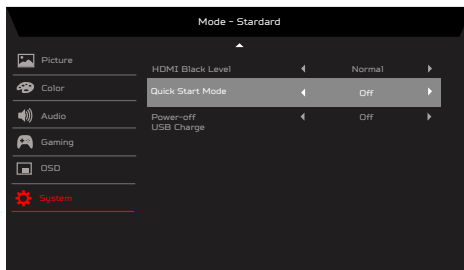 Mode - Stardard
Picture
HDMI Black Level Normal
Color
Quick Start Mode Off
Audio
Power-off Off
USB Charge
Gaming
OSD
System